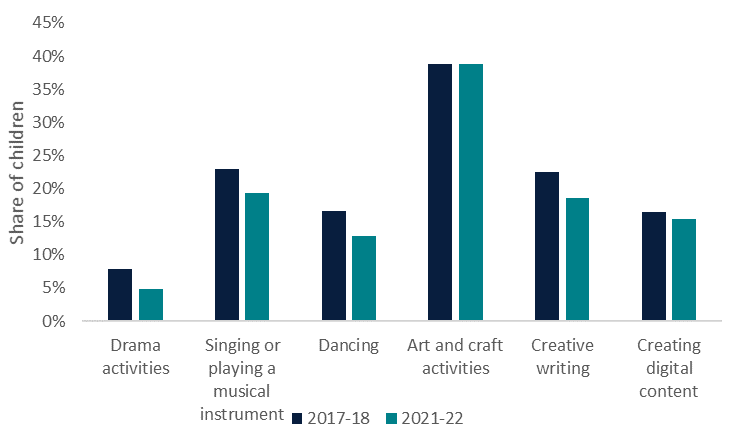 45%
40%
35%
30%
25%
20%
15%
10%
5%
0%
Share of children
Drama
activities
Singing or
playing a
musical
instrument
Dancing
Art and craft
activities
Creative
writing
Creating
digital
content
2017-18
2021-22